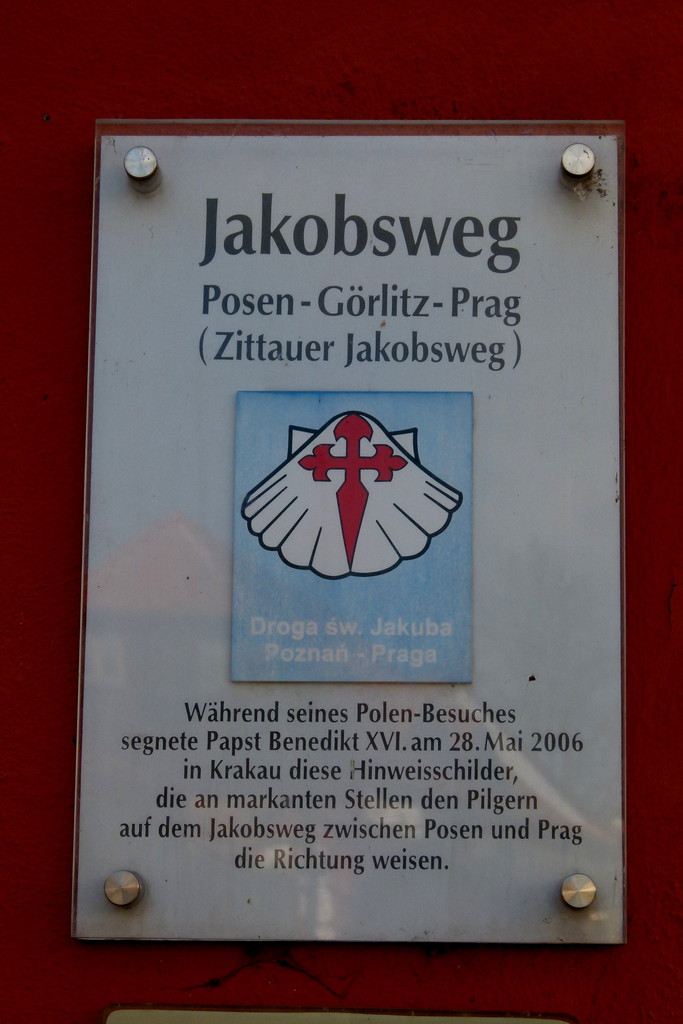 Jakobsweg
Posen - Görlitz - Prag
(Zittauer Jakobsweg)
Droga św. Jakuba
Poznań - Praga
Während seines Polen-Besuches
segnete Papst Benedikt XVI. am 28. Mai 2006
in Krakau diese Hinweisschilder,
die an markanten Stellen den Pilgern
auf dem Jakobsweg zwischen Posen und Prag
die Richtung weisen.